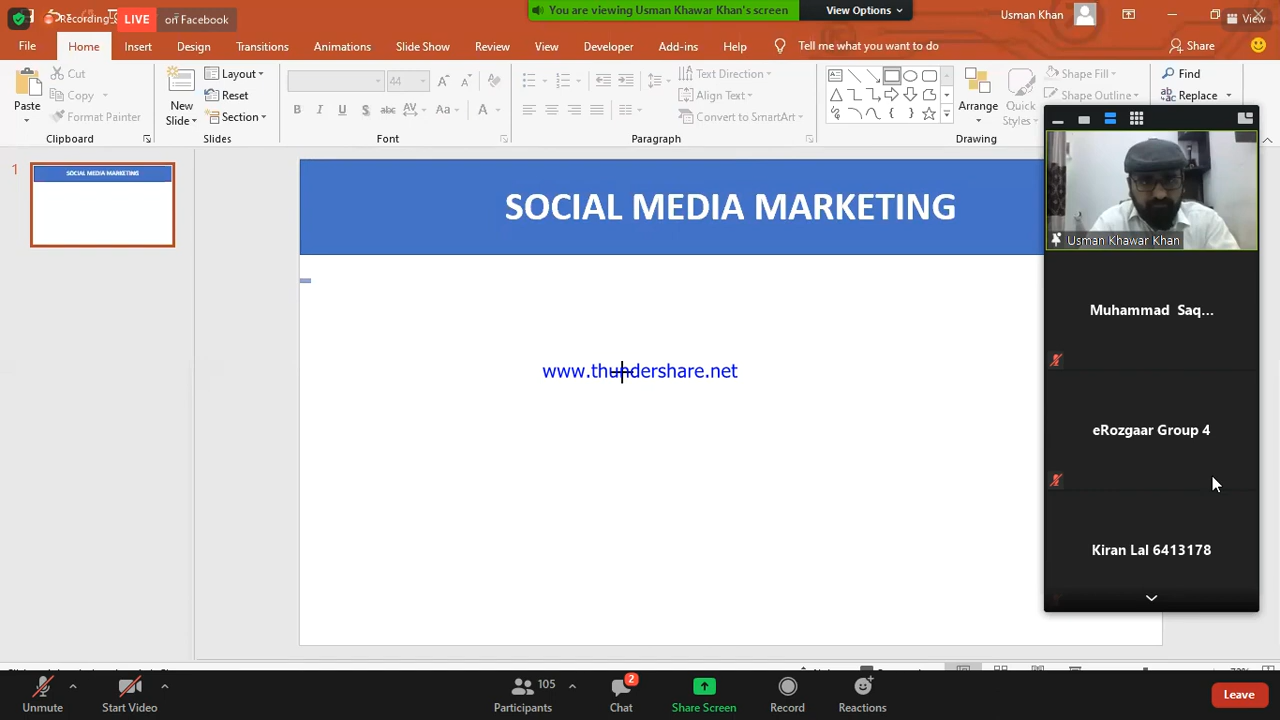 Recording...
LIVE on Facebook
You are viewing Usman Khawar Khan's screen
View Options
Usman Khan
View
File Home Insert Design Transitions Animations Slide Show Review View Developer Add-ins Help Tell me what you want to do Share
Paste
Cut
Copy
Format Painter
Clipboard
New Slide
Layout
Reset
Section
Slides
44
Font
Text Direction
Align Text
Convert to SmartArt
Paragraph
Arrange
Quick Styles
Shape Fill
Shape Outline
Drawing
Find
Replace
1
SOCIAL MEDIA MARKETING
SOCIAL MEDIA MARKETING
www.thundershare.net
Usman Khawar Khan
Muhammad Saq...
eRozgaar Group 4
Kiran Lal 6413178
Unmute
Start Video
105
Participants
2
Chat
Share Screen
Record
Reactions
Leave